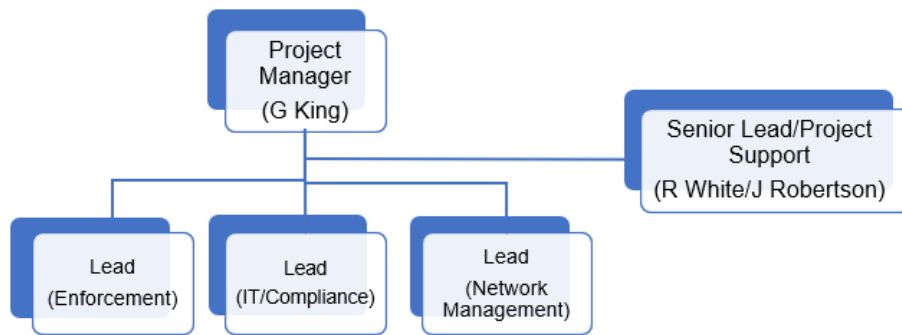 Project
Manager
(G King)
Senior Lead/Project
Support
(R White/J Robertson)
Lead
(Enforcement)
Lead
(IT/Compliance)
Lead
(Network
Management)